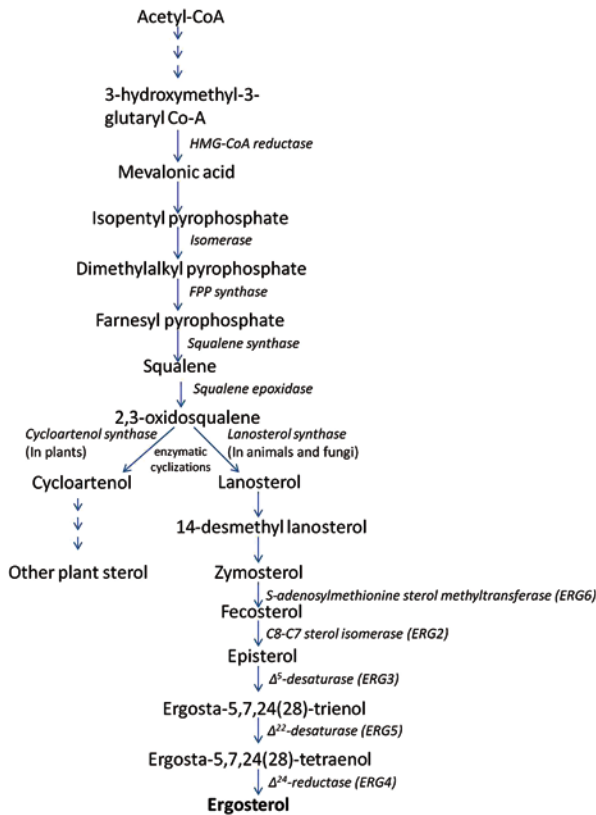 Acetyl-CoA
3-hydroxymethyl-3-
glutaryl Co-A
HMG-CoA reductase
Mevalonic acid
Isopentyl pyrophosphate
Isomerase
Dimethylalkyl pyrophosphate
FPP synthase
Farnesyl pyrophosphate
Squalene synthase
Squalene
Squalene epoxidase
2,3-oxidosqualene
Cycloartenol synthase
(In plants)
enzymatic
cyclizations
Lanosterol synthase
(In animals and fungi)
Cycloartenol
Lanosterol
14-desmethyl lanosterol
Other plant sterol
Zymosterol
S-adenosylmethionine sterol methyltransferase (ERG6)
Fecosterol
C8-C7 sterol isomerase (ERG2)
Episterol
Δ⁵-desaturase (ERG3)
Ergosta-5,7,24(28)-trienol
Δ²²-desaturase (ERG5)
Ergosta-5,7,24(28)-tetraenol
Δ²⁴-reductase (ERG4)
Ergosterol